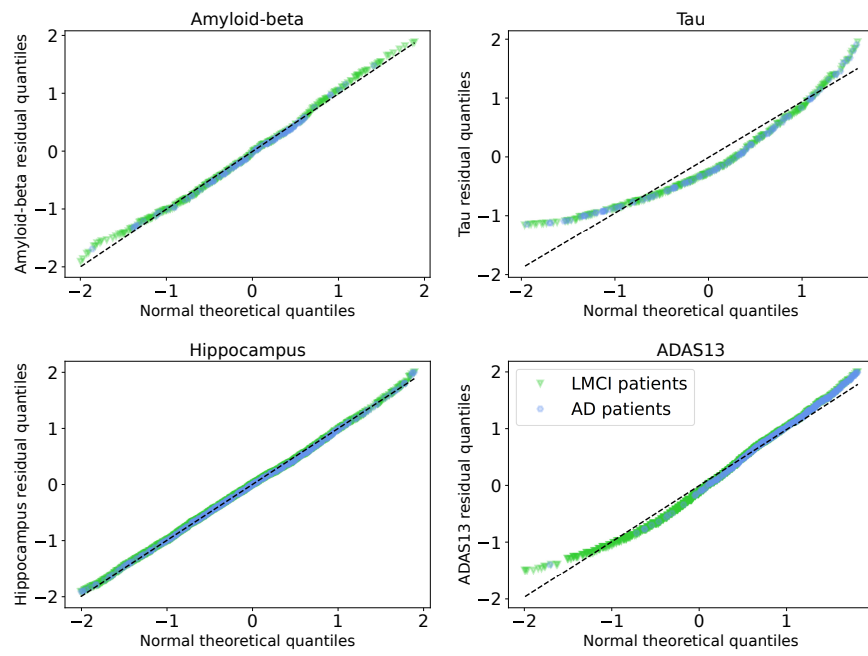 Amyloid-beta
Amyloid-beta residual quantiles
2
1
0
−1
−2
−2 −1 0 1 2
Normal theoretical quantiles
Tau
Tau residual quantiles
2
1
0
−1
−2
−2 −1 0 1
Normal theoretical quantiles
Hippocampus
Hippocampus residual quantiles
2
1
0
−1
−2
−2 −1 0 1 2
Normal theoretical quantiles
ADAS13
ADAS13 residual quantiles
2
1
0
−1
−2
LMCI patients
AD patients
−2 −1 0 1
Normal theoretical quantiles